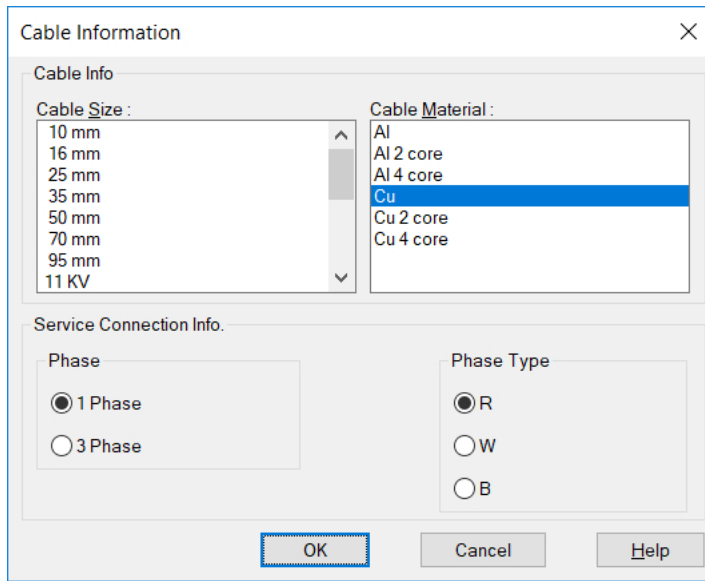 Cable Information
Cable Info
Cable Size :
10 mm
16 mm
25 mm
35 mm
50 mm
70 mm
95 mm
11 KV
Cable Material :
Al
Al 2 core
Al 4 core
Cu
Cu 2 core
Cu 4 core
Service Connection Info.
Phase
1 Phase
3 Phase
Phase Type
R
W
B
OK
Cancel
Help